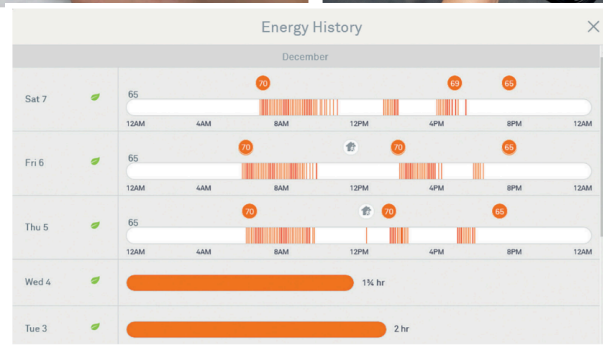 Energy History
December
70 69 65
Sat 7 65
12AM 4AM 8AM 12PM 4PM 8PM 12AM
70 70 65
Fri 6 65
12AM 4AM 8AM 12PM 4PM 8PM 12AM
70 70 65
Thu 5 65
12AM 4AM 8AM 12PM 4PM 8PM 12AM
Wed 4 1¾ hr
Tue 3 2 hr